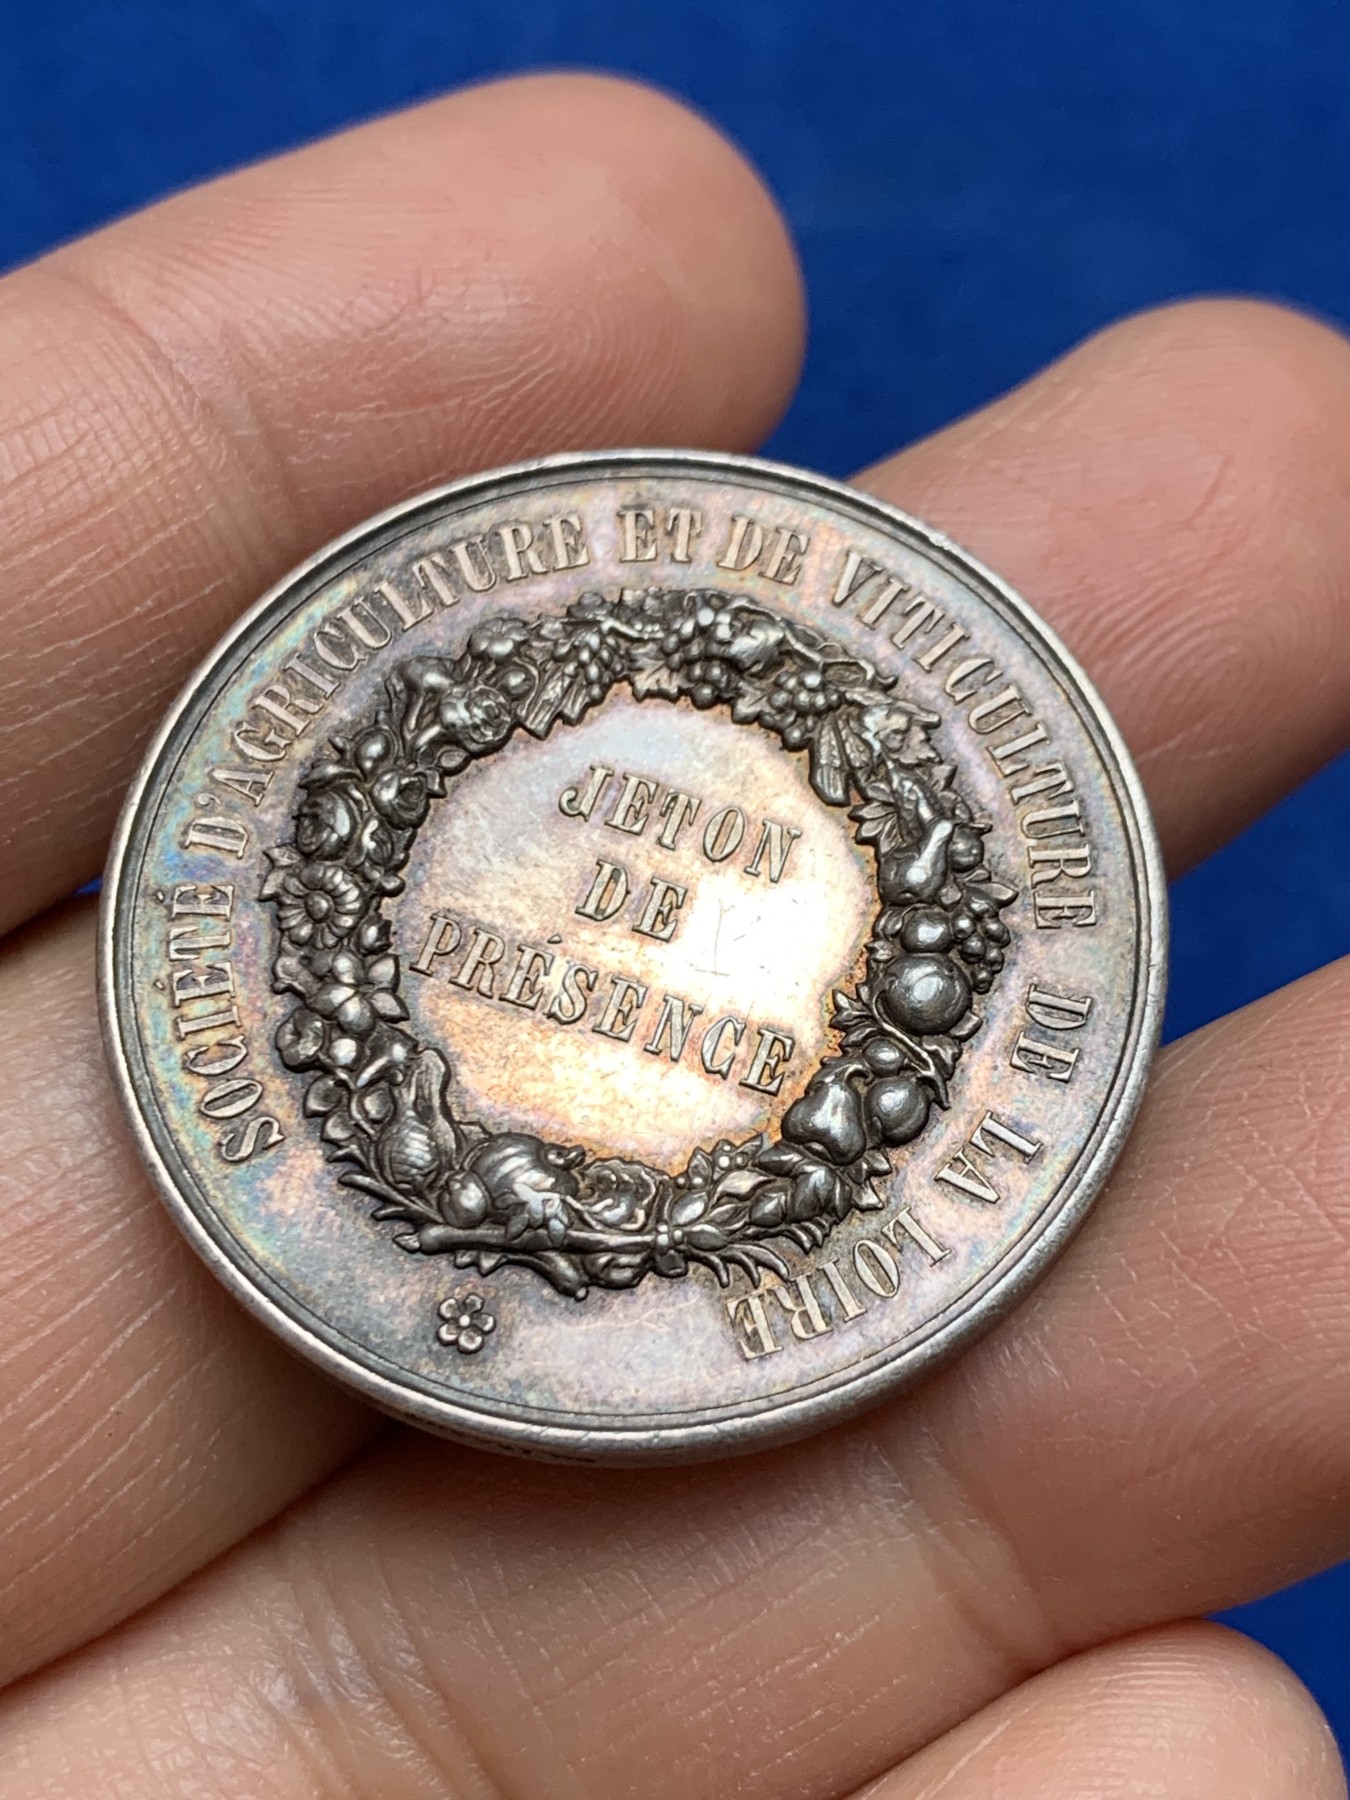 SOCIÉTÉ D'AGRICULTURE ET DE VITICULTURE DE LA LOIRE
JETON
DE
PRÉSENCE